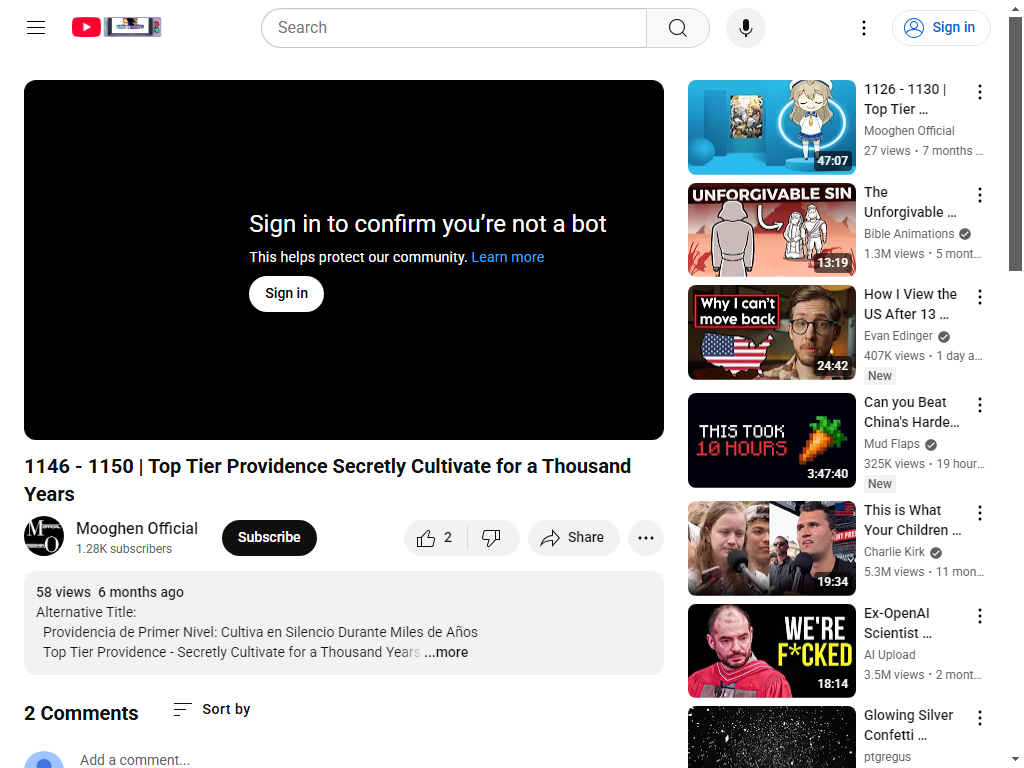 Search
Sign in
Sign in to confirm you’re not a bot
This helps protect our community. Learn more
Sign in
1146 - 1150 | Top Tier Providence Secretly Cultivate for a Thousand
Years
Mooghen Official
1.28K subscribers
Subscribe
2
Share
58 views 6 months ago
Alternative Title:
Providencia de Primer Nivel: Cultiva en Silencio Durante Miles de Años
Top Tier Providence - Secretly Cultivate for a Thousand Years ...more
2 Comments
Sort by
Add a comment...
47:07
1126 - 1130 |
Top Tier ...
Mooghen Official
27 views • 7 months ...
UNFORGIVABLE SIN
13:19
The
Unforgivable ...
Bible Animations
1.3M views • 5 mont...
Why I can't
move back
24:42
How I View the
US After 13 ...
Evan Edinger
407K views • 1 day a...
New
THIS TOOK
10 HOURS
3:47:40
Can you Beat
China's Harde...
Mud Flaps
325K views • 19 hour...
New
19:34
This is What
Your Children ...
Charlie Kirk
5.3M views • 11 mon...
WE'RE
F*CKED
18:14
Ex-OpenAI
Scientist ...
AI Upload
3.5M views • 2 mont...
Glowing Silver
Confetti ...
ptgregus